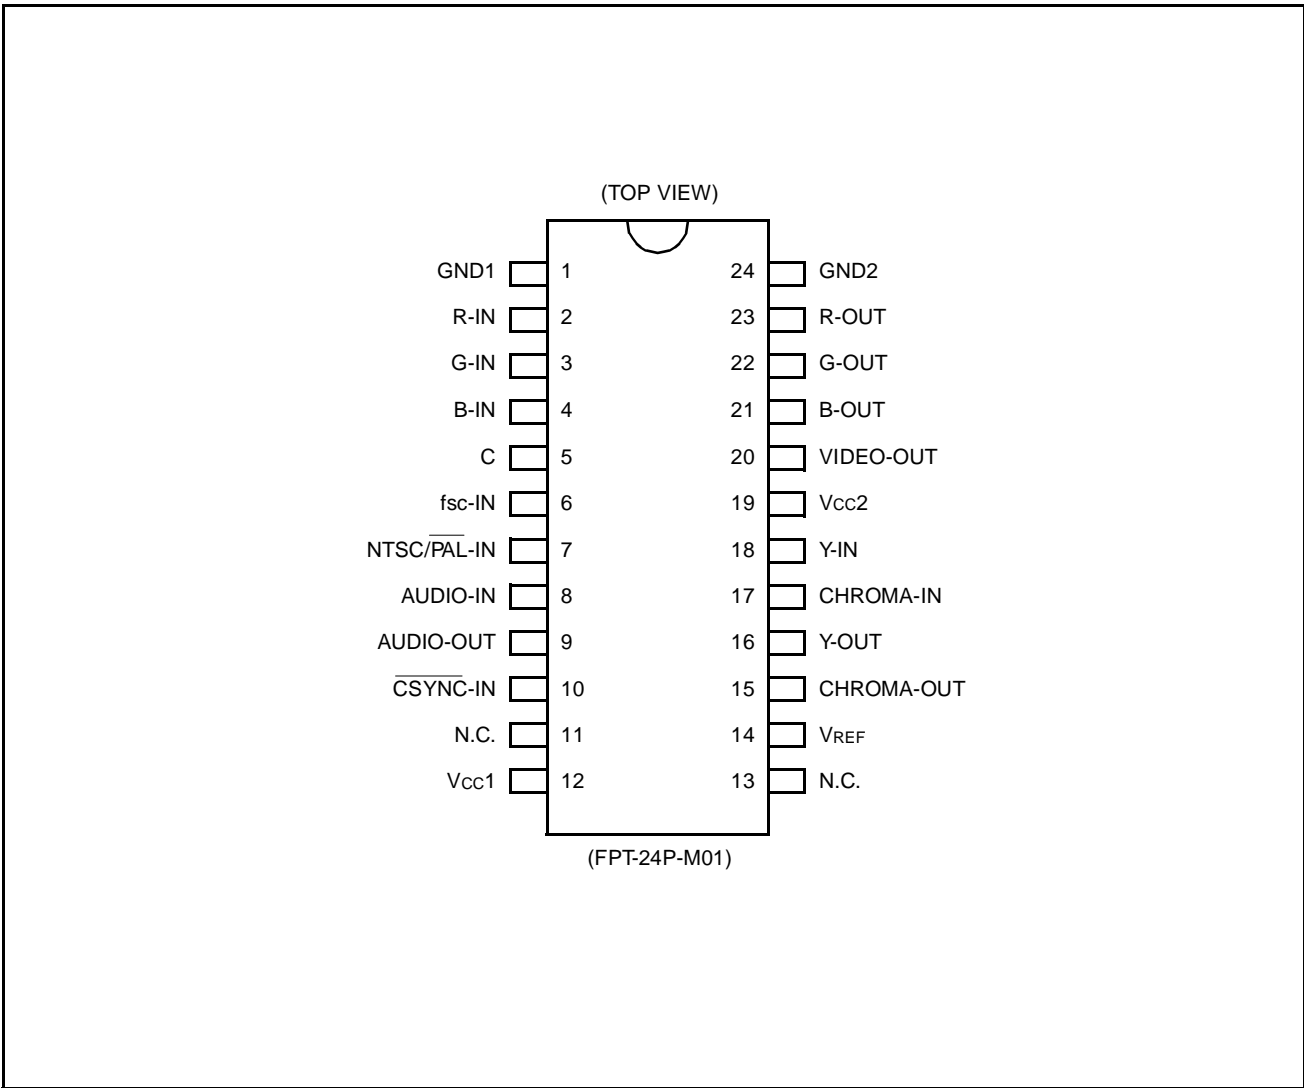 (TOP VIEW)
GND1 1 24 GND2
R-IN 2 23 R-OUT
G-IN 3 22 G-OUT
B-IN 4 21 B-OUT
C 5 20 VIDEO-OUT
fsc-IN 6 19 Vcc2
NTSC/P̅A̅L̅-IN 7 18 Y-IN
AUDIO-IN 8 17 CHROMA-IN
AUDIO-OUT 9 16 Y-OUT
C̅S̅Y̅N̅C̅-IN 10 15 CHROMA-OUT
N.C. 11 14 VREF
Vcc1 12 13 N.C.
(FPT-24P-M01)